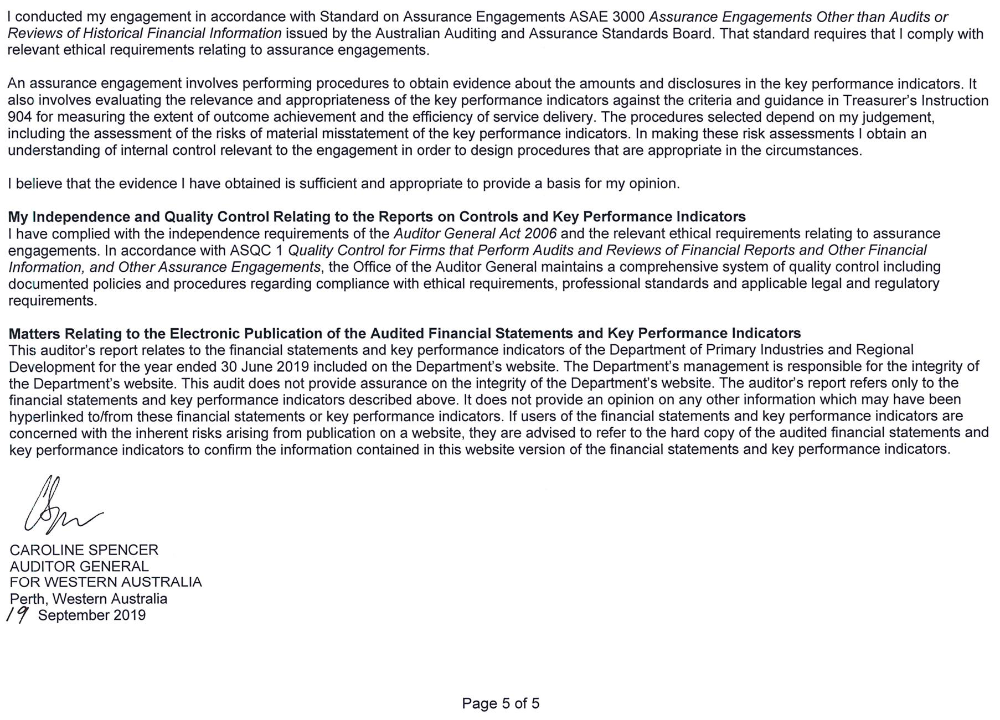 I conducted my engagement in accordance with Standard on Assurance Engagements ASAE 3000 Assurance Engagements Other than Audits or
Reviews of Historical Financial Information issued by the Australian Auditing and Assurance Standards Board. That standard requires that I comply with
relevant ethical requirements relating to assurance engagements.
An assurance engagement involves performing procedures to obtain evidence about the amounts and disclosures in the key performance indicators. It
also involves evaluating the relevance and appropriateness of the key performance indicators against the criteria and guidance in Treasurer's Instruction
904 for measuring the extent of outcome achievement and the efficiency of service delivery. The procedures selected depend on my judgement,
including the assessment of the risks of material misstatement of the key performance indicators. In making these risk assessments I obtain an
understanding of internal control relevant to the engagement in order to design procedures that are appropriate in the circumstances.
I believe that the evidence I have obtained is sufficient and appropriate to provide a basis for my opinion.
My Independence and Quality Control Relating to the Reports on Controls and Key Performance Indicators
I have complied with the independence requirements of the Auditor General Act 2006 and the relevant ethical requirements relating to assurance
engagements. In accordance with ASQC 1 Quality Control for Firms that Perform Audits and Reviews of Financial Reports and Other Financial
Information, and Other Assurance Engagements, the Office of the Auditor General maintains a comprehensive system of quality control including
documented policies and procedures regarding compliance with ethical requirements, professional standards and applicable legal and regulatory
requirements.
Matters Relating to the Electronic Publication of the Audited Financial Statements and Key Performance Indicators
This auditor's report relates to the financial statements and key performance indicators of the Department of Primary Industries and Regional
Development for the year ended 30 June 2019 included on the Department's website. The Department's management is responsible for the integrity of
the Department's website. This audit does not provide assurance on the integrity of the Department's website. The auditor's report refers only to the
financial statements and key performance indicators described above. It does not provide an opinion on any other information which may have been
hyperlinked to/from these financial statements or key performance indicators. If users of the financial statements and key performance indicators are
concerned with the inherent risks arising from publication on a website, they are advised to refer to the hard copy of the audited financial statements and
key performance indicators to confirm the information contained in this website version of the financial statements and key performance indicators.
CAROLINE SPENCER
AUDITOR GENERAL
FOR WESTERN AUSTRALIA
Perth, Western Australia
19 September 2019
Page 5 of 5